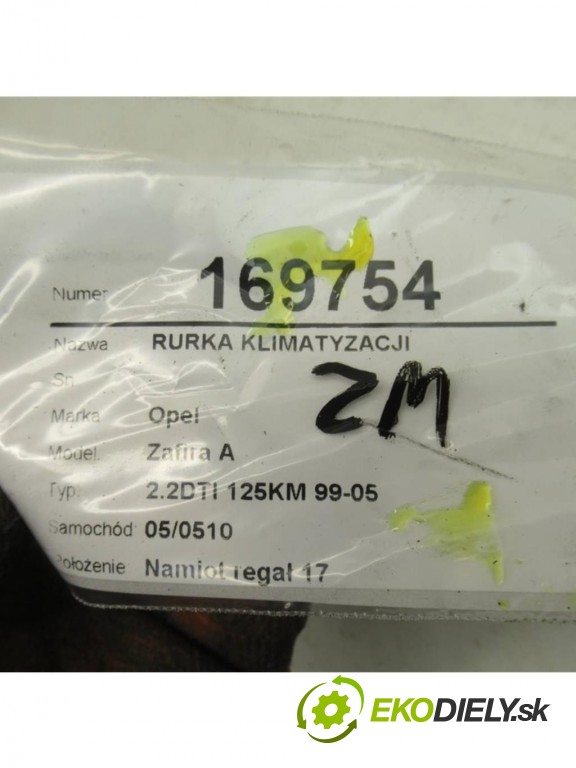 Numer 169754
Nazwa RURKA KLIMATYZACJI
Sn.
Marka Opel
Model. Zafira A
Typ. 2.2DTI 125KM 99-05
Samochód 05/0510
Położenie Namiot regał 17
ZM
EKODIELY.sk